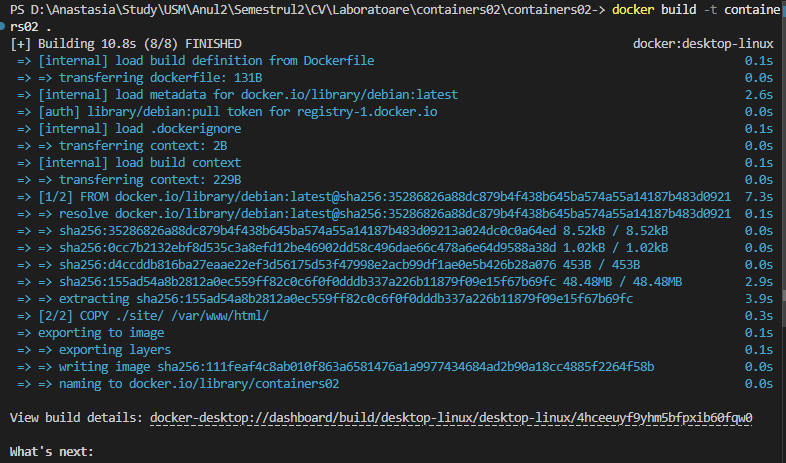 PS D:\Anastasia\Study\USM\Anul2\Semestrul2\CV\Laboratoare\containers02\containers02-> docker build -t containe
rs02 .
[+] Building 10.8s (8/8) FINISHED docker:desktop-linux
=> [internal] load build definition from Dockerfile 0.1s
=> => transferring dockerfile: 131B 0.0s
=> [internal] load metadata for docker.io/library/debian:latest 2.6s
=> [auth] library/debian:pull token for registry-1.docker.io 0.0s
=> [internal] load .dockerignore 0.1s
=> => transferring context: 2B 0.0s
=> [internal] load build context 0.1s
=> => transferring context: 229B 0.0s
=> [1/2] FROM docker.io/library/debian:latest@sha256:35286826a88dc879b4f438b645ba574a55a14187b483d0921 7.3s
=> => resolve docker.io/library/debian:latest@sha256:35286826a88dc879b4f438b645ba574a55a14187b483d0921 0.1s
=> => sha256:35286826a88dc879b4f438b645ba574a55a14187b483d09213a024dc0c0a64ed 8.52kB / 8.52kB 0.0s
=> => sha256:0cc7b2132ebf8d535c3a8efd12be46902dd58c496dae66c478a6e64d9588a38d 1.02kB / 1.02kB 0.0s
=> => sha256:d4ccddb816ba27eaae22ef3d56175d53f47998e2acb99df1ae0e5b426b28a076 453B / 453B 0.0s
=> => sha256:155ad54a8b2812a0ec559ff82c0c6f0f0dddb337a226b11879f09e15f67b69fc 48.48MB / 48.48MB 2.9s
=> => extracting sha256:155ad54a8b2812a0ec559ff82c0c6f0f0dddb337a226b11879f09e15f67b69fc 3.9s
=> [2/2] COPY ./site/ /var/www/html/ 0.3s
=> exporting to image 0.1s
=> => exporting layers 0.1s
=> => writing image sha256:111feaf4c8ab010f863a6581476a1a9977434684ad2b90a18cc4885f2264f58b 0.0s
=> => naming to docker.io/library/containers02 0.0s
View build details: docker-desktop://dashboard/build/desktop-linux/desktop-linux/4hceeuyf9yhm5bfpxib60fqw0
What's next: